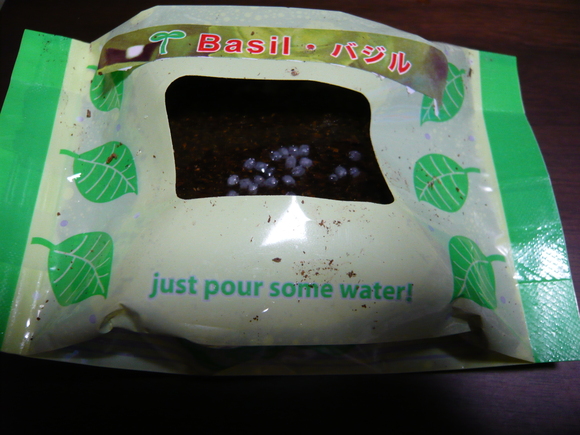 Basil・バジル
just pour some water!